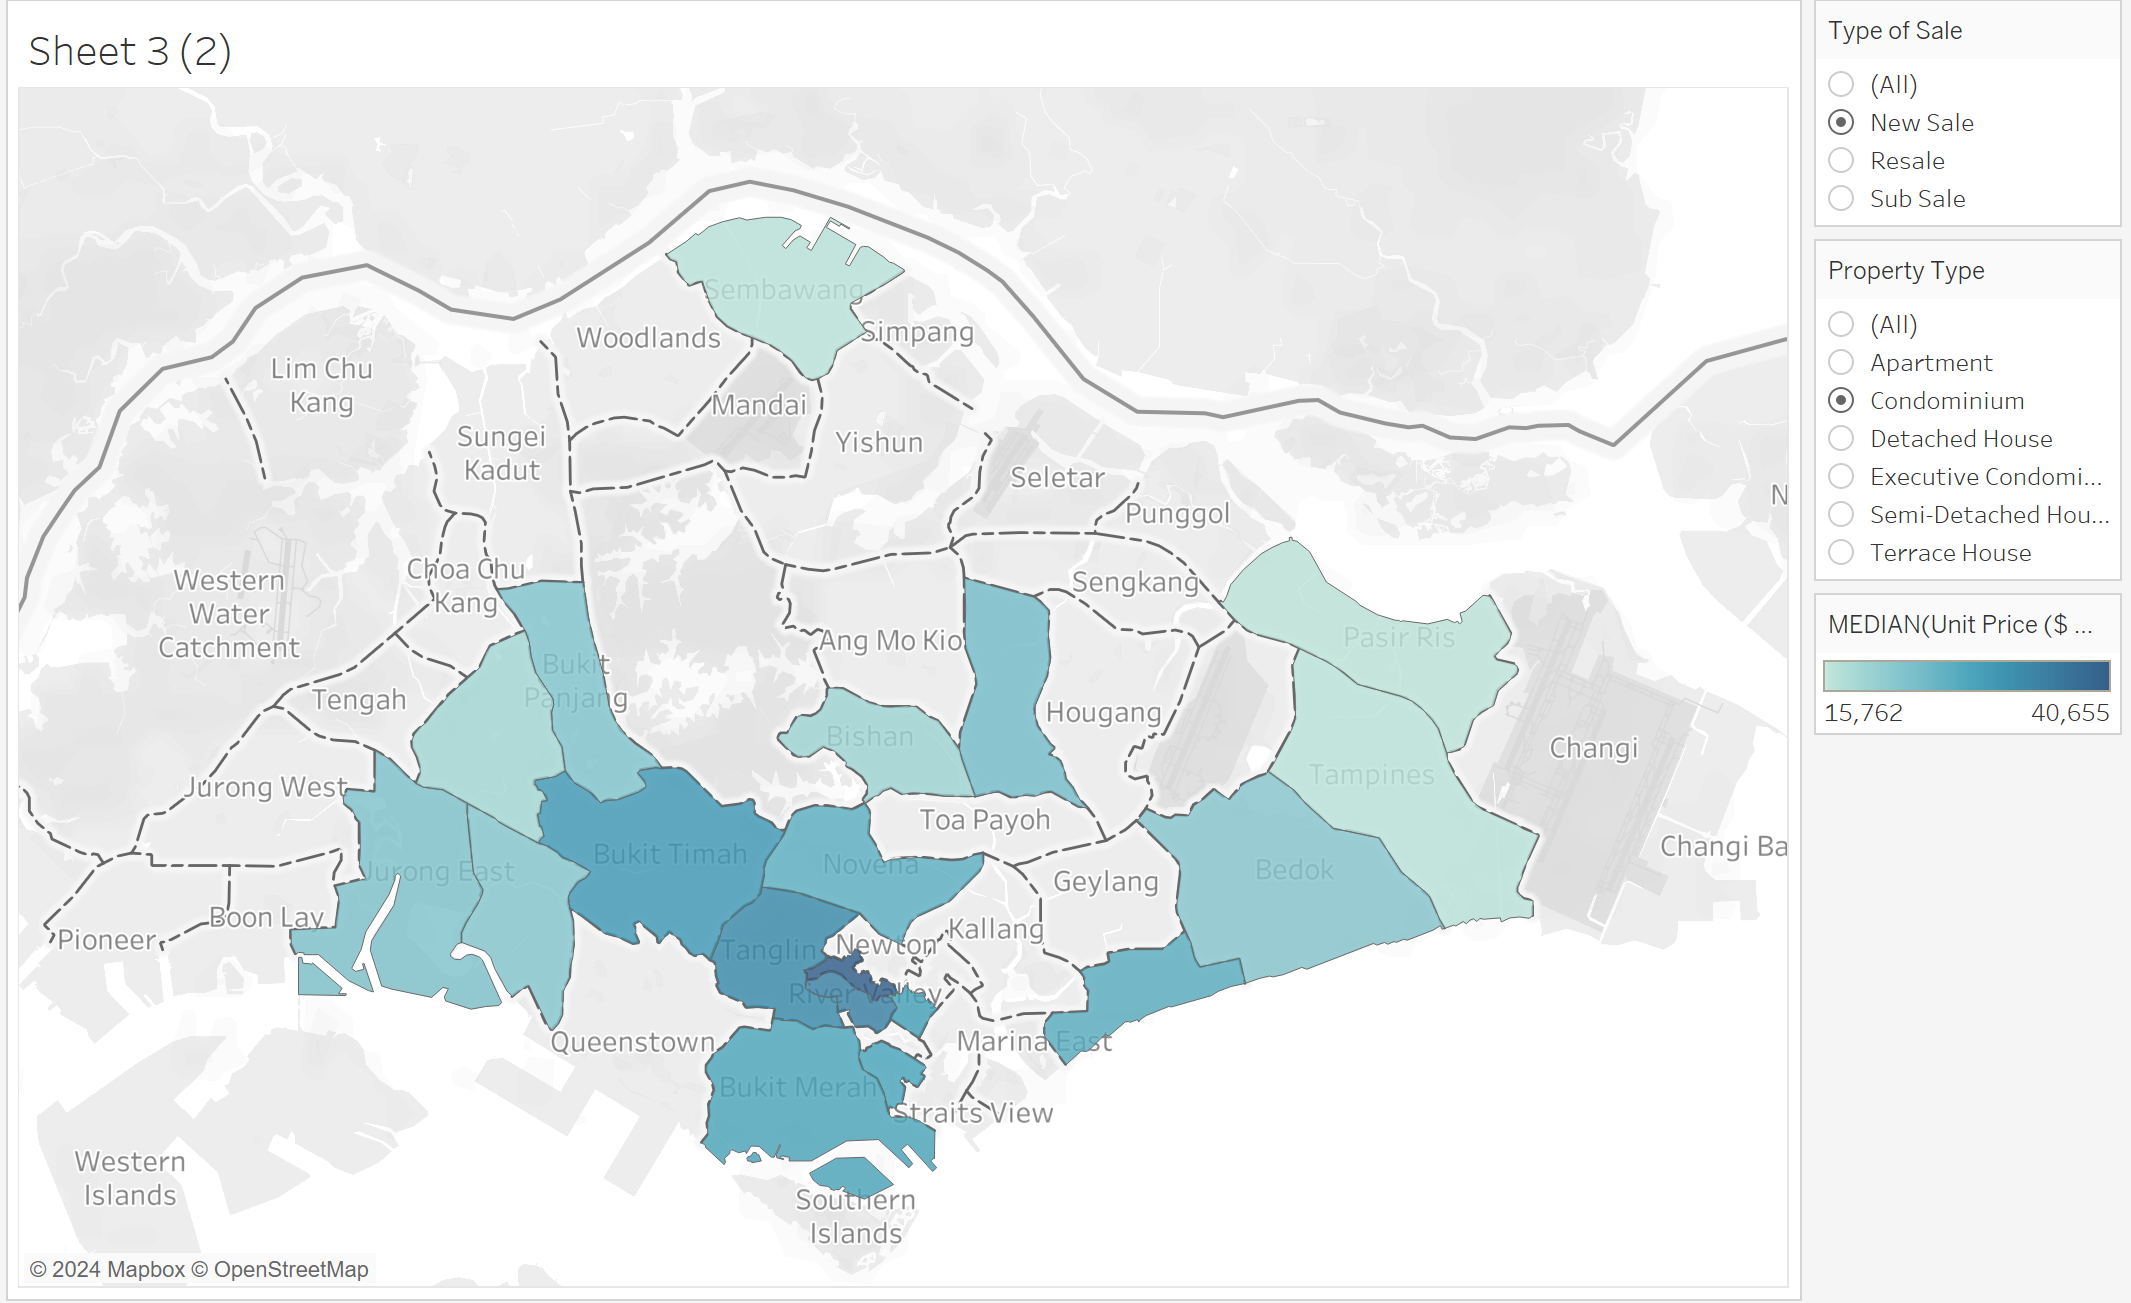 Sheet 3 (2)
Type of Sale
(All)
New Sale
Resale
Sub Sale
Property Type
(All)
Apartment
Condominium
Detached House
Executive Condomi...
Semi-Detached Hou...
Terrace House
MEDIAN(Unit Price ($ ...
15,762
40,655
Sembawang
Simpang
Woodlands
Lim Chu
Kang
Mandai
Sungei
Kadut
Yishun
Seletar
N
Punggol
Choa Chu
Kang
Western
Water
Catchment
Sengkang
Ang Mo Kio
Pasir Ris
Bukit
Panjang
Tengah
Hougang
Bishan
Changi
Tampines
Jurong West
Toa Payoh
Changi Ba
Bukit Timah
Novena
Jurong East
Bedok
Geylang
Boon Lay
Pioneer
Kallang
Newton
Tanglin
River Valley
Queenstown
Marina East
Bukit Merah
Straits View
Western
Islands
Southern
Islands
© 2024 Mapbox © OpenStreetMap